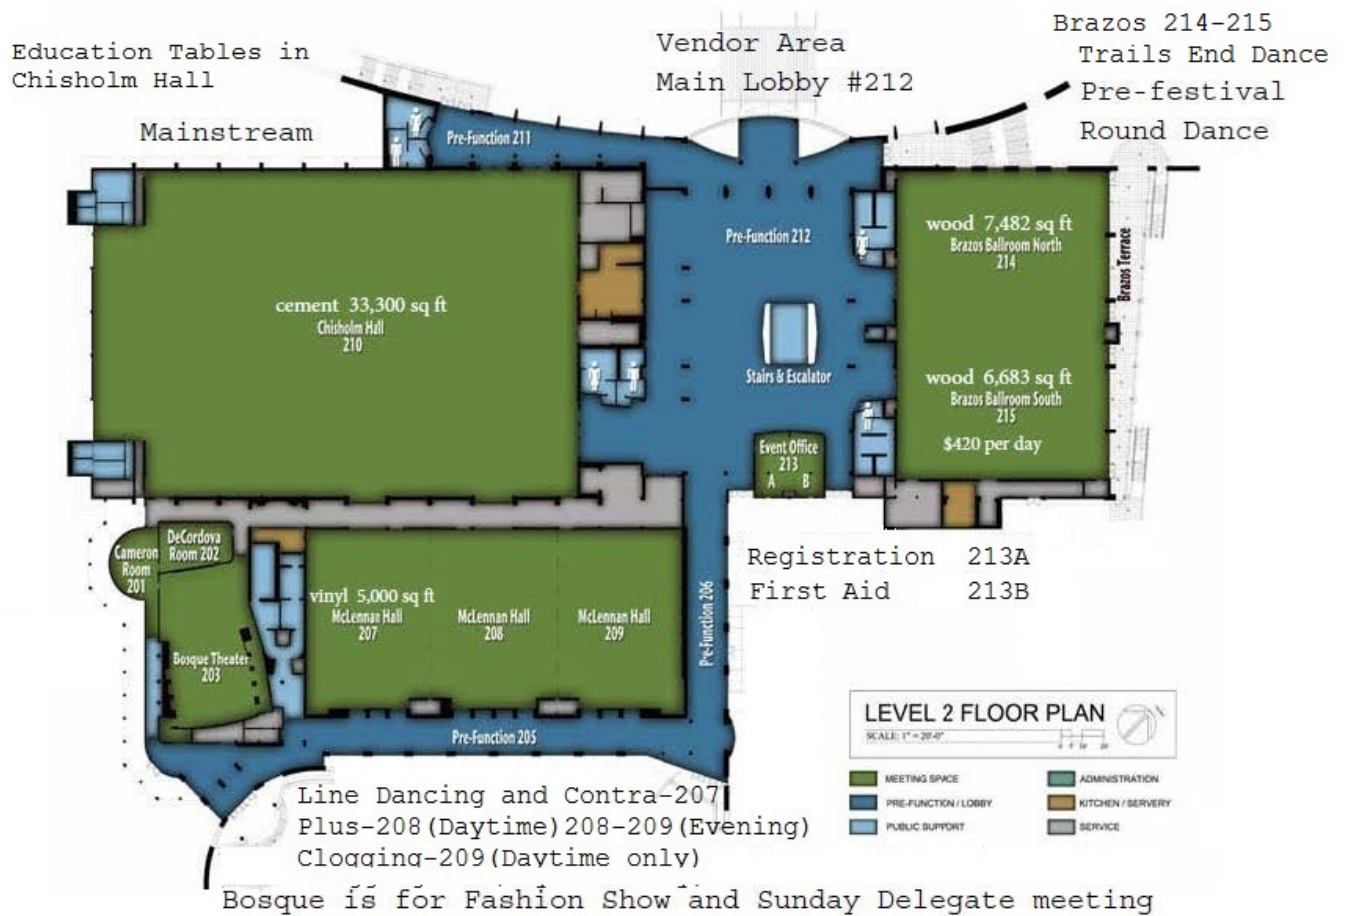 Education Tables in
Chisholm Hall
Mainstream
Vendor Area
Main Lobby #212
Brazos 214-215
Trails End Dance
Pre-festival
Round Dance
Pre-Function 211
Pre-Function 212
wood 7,482 sq ft
Brazos Ballroom North
214
Brazos Terrace
cement 33,300 sq ft
Chisholm Hall
210
Stairs & Escalator
wood 6,683 sq ft
Brazos Ballroom South
215
$420 per day
Event Office
213
A B
DeCordova
Room 202
Cameron
Room
201
Registration 213A
First Aid 213B
vinyl 5,000 sq ft
McLennan Hall
207
McLennan Hall
208
McLennan Hall
209
Pre-Function 206
Bosque Theater
203
Pre-Function 205
LEVEL 2 FLOOR PLAN
SCALE: 1" = 20'-0"
MEETING SPACE
ADMINISTRATION
PRE-FUNCTION / LOBBY
KITCHEN / SERVERY
PUBLIC SUPPORT
SERVICE
Line Dancing and Contra-207
Plus-208(Daytime)208-209(Evening)
Clogging-209(Daytime only)
Bosque is for Fashion Show and Sunday Delegate meeting